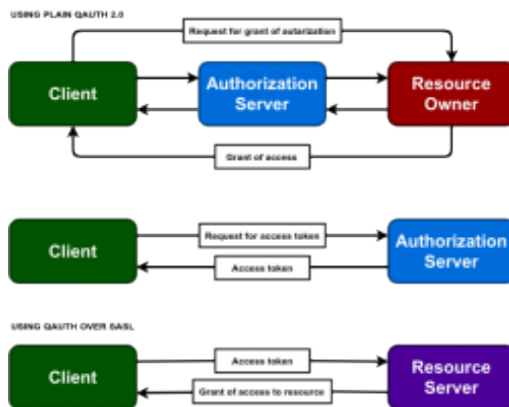 USING PLAIN OAUTH 2.0
Request for grant of autarization
Client
Authorization
Server
Resource
Owner
Grant of access
Client
Request for access token
Access token
Authorization
Server
USING OAUTH OVER SASL
Client
Access token
Grant of access to resource
Resource
Server